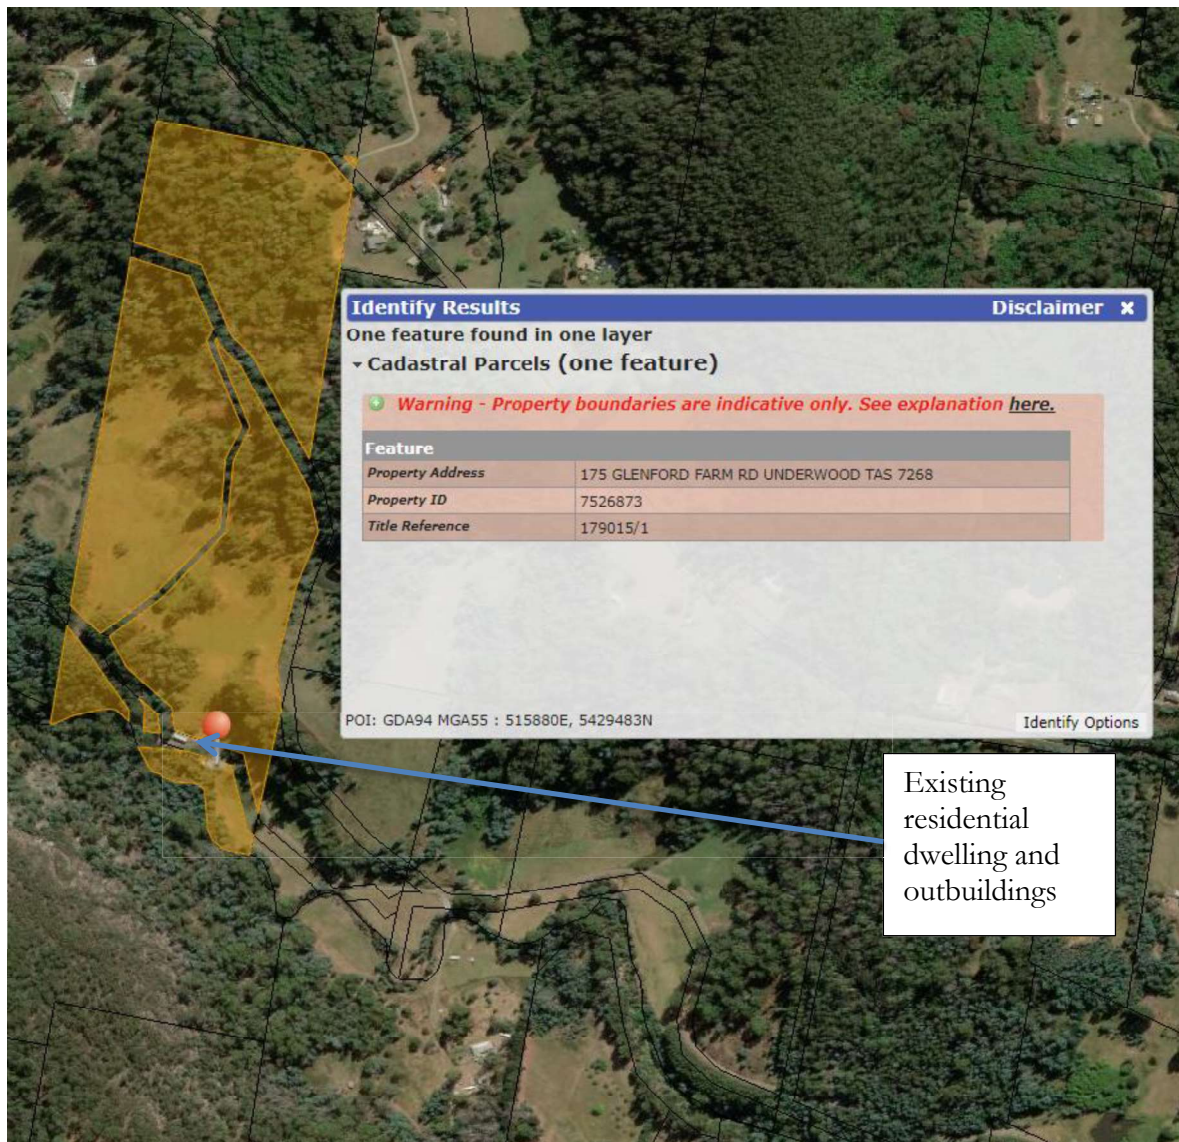 Identify Results Disclaimer ✖
One feature found in one layer
Cadastral Parcels (one feature)
Warning - Property boundaries are indicative only. See explanation here.
Feature
Property Address 175 GLENFORD FARM RD UNDERWOOD TAS 7268
Property ID 7526873
Title Reference 179015/1
POI: GDA94 MGA55 : 515880E, 5429483N Identify Options
Existing
residential
dwelling and
outbuildings